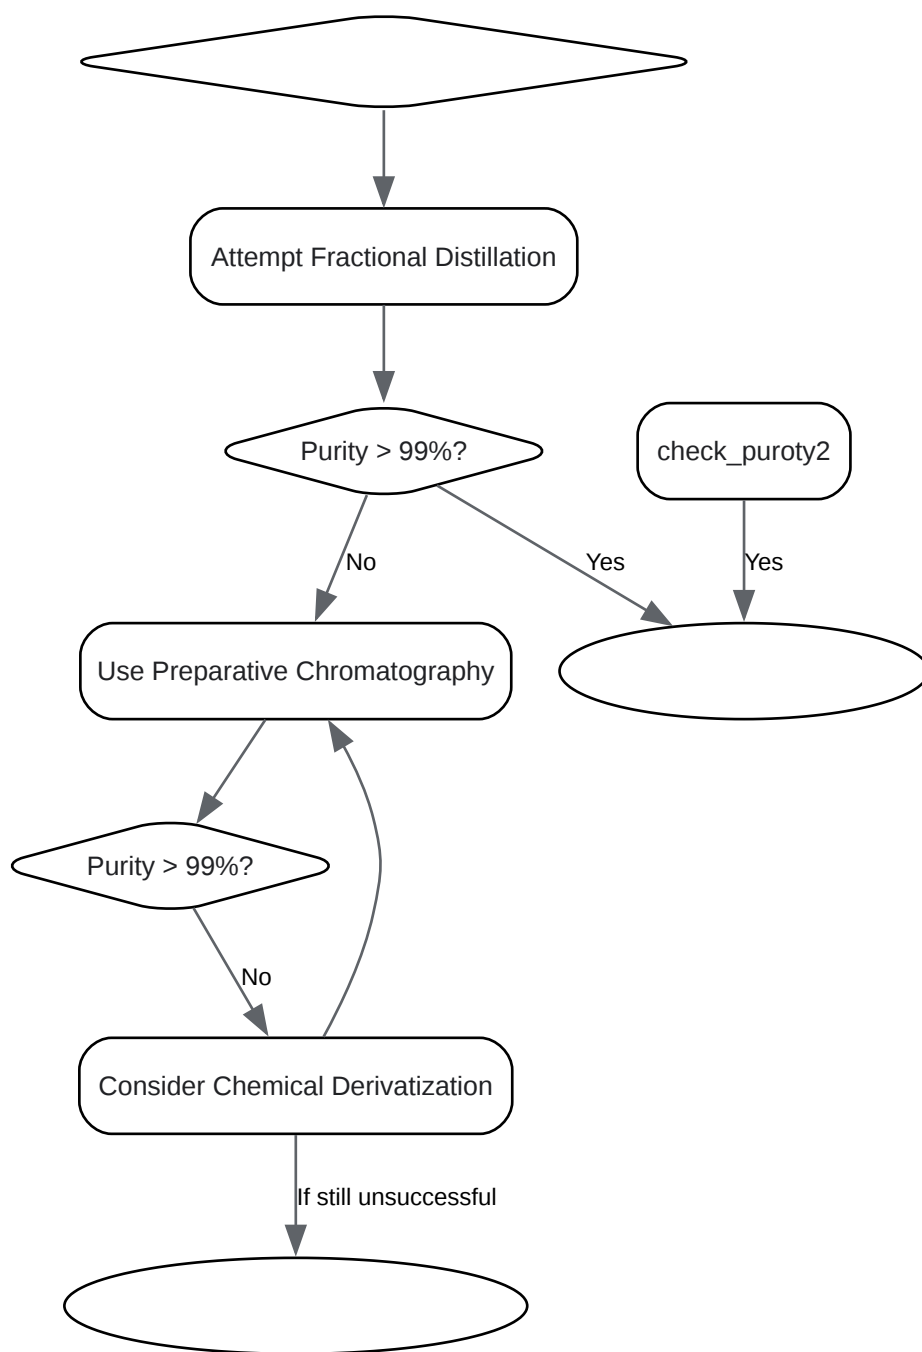 Attempt Fractional Distillation
Purity > 99%?
check_puroty2
No
Yes
Yes
Use Preparative Chromatography
Purity > 99%?
No
Consider Chemical Derivatization
If still unsuccessful